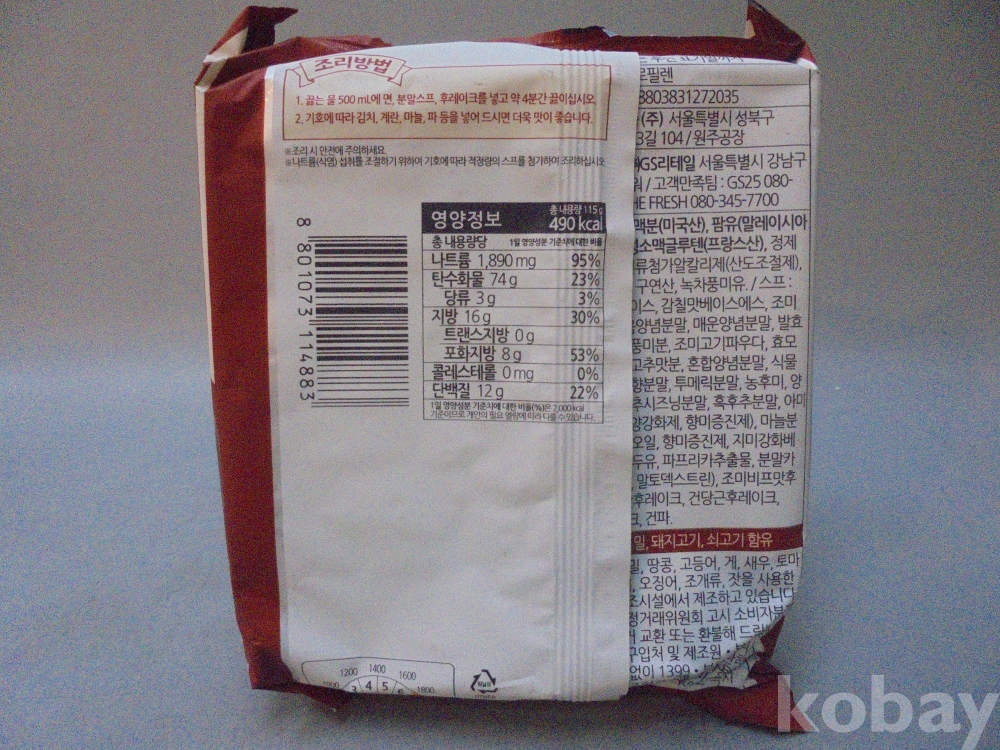 조리방법
1. 끓는 물 500 mL에 면, 분말스프, 후레이크를 넣고 약 4분간 끓이십시오.
2. 기호에 따라 김치, 계란, 마늘, 파 등을 넣어 드시면 더욱 맛이 좋습니다.
※조리 시 안전에 주의하세요.
※나트륨(식염) 섭취를 조절하기 위하여 기호에 따라 적정량의 스프를 첨가하여 조리하십시오
8 801073 114883
영양정보
총 내용량 115 g
490 kcal
총 내용량당 1일 영양성분 기준치에 대한 비율
나트륨 1,890 mg 95%
탄수화물 74 g 23%
당류 3 g 3%
지방 16 g 30%
트랜스지방 0 g
포화지방 8 g 53%
콜레스테롤 0 mg 0%
단백질 12 g 22%
1일 영양성분 기준치에 대한 비율(%)은 2,000 kcal
기준이므로 개인의 필요 열량에 따라 다를 수 있습니다.
1200 1400 1600 1800
3 4 5 6
필렌
8803831272035
(주) 서울특별시 성북구
3길 104 / 원주공장
GS리테일 서울특별시 강남구
/ 고객만족팀 : GS25 080-
HE FRESH 080-345-7700
맥분(미국산), 팜유(말레이시아
소맥글루텐(프랑스산), 정제
류첨가알칼리제(산도조절제),
구연산, 녹차풍미유. / 스프 :
이스, 감칠맛베이스에스, 조미
양념분말, 매운양념분말, 발효
풍미분, 조미고기파우다, 효모
고추맛분, 혼합양념분말, 식물
향분말, 투메릭분말, 농후미, 양
추시즈닝분말, 흑후추분말, 아미
강화제, 향미증진제), 마늘분
오일, 향미증진제, 지미강화베
두유, 파프리카추출물, 분말카
말토덱스트린), 조미비프맛후
후레이크, 건당근후레이크,
크, 건파.
밀, 돼지고기, 쇠고기 함유
밀, 땅콩, 고등어, 게, 새우, 토마
오징어, 조개류, 잣을 사용한
조시설에서 제조하고 있습니다
정거래위원회 고시 소비자분
교환 또는 환불해 드립
구입처 및 제조원
없이 1399
kobay